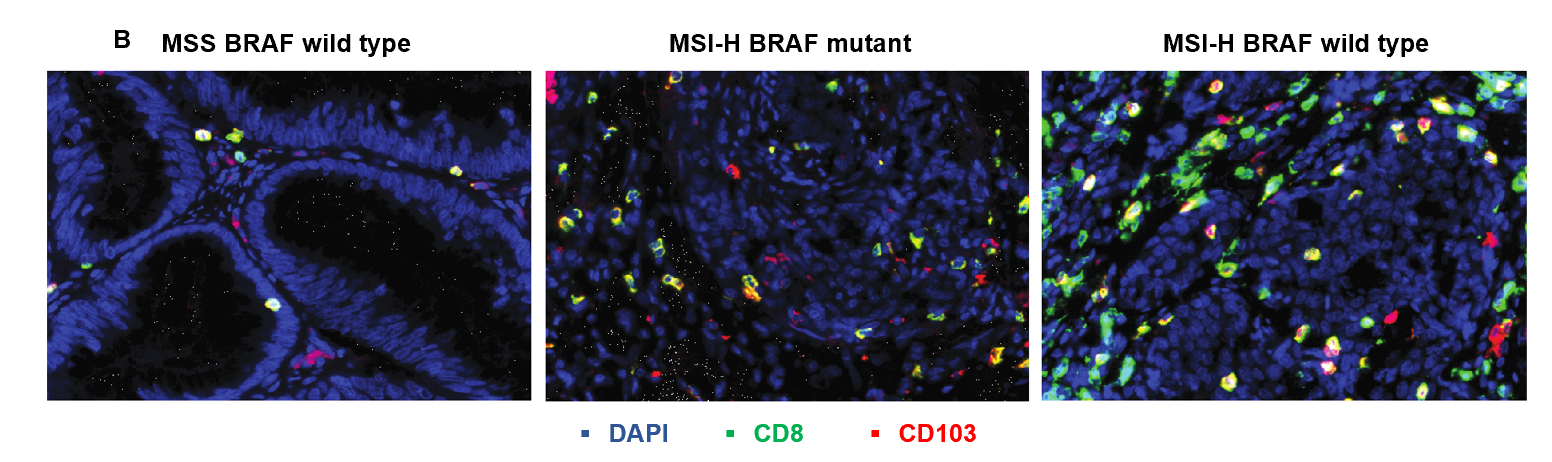 B MSS BRAF wild type MSI-H BRAF mutant MSI-H BRAF wild type
DAPI CD8 CD103